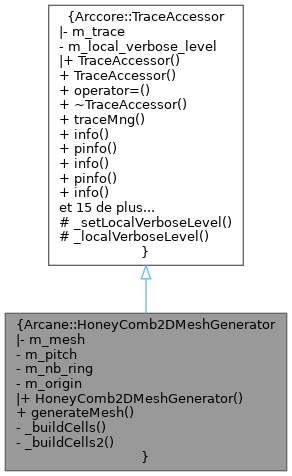 {Arccore::TraceAccessor
|- m_trace
- m_local_verbose_level
|+ TraceAccessor()
+ TraceAccessor()
+ operator=()
+ ~TraceAccessor()
+ traceMng()
+ info()
+ pinfo()
+ info()
+ pinfo()
+ info()
et 15 de plus...
# _setLocalVerboseLevel()
# _localVerboseLevel()
}
{Arcane::HoneyComb2DMeshGenerator
|- m_mesh
- m_pitch
- m_nb_ring
- m_origin
|+ HoneyComb2DMeshGenerator()
+ generateMesh()
- _buildCells()
- _buildCells2()
}